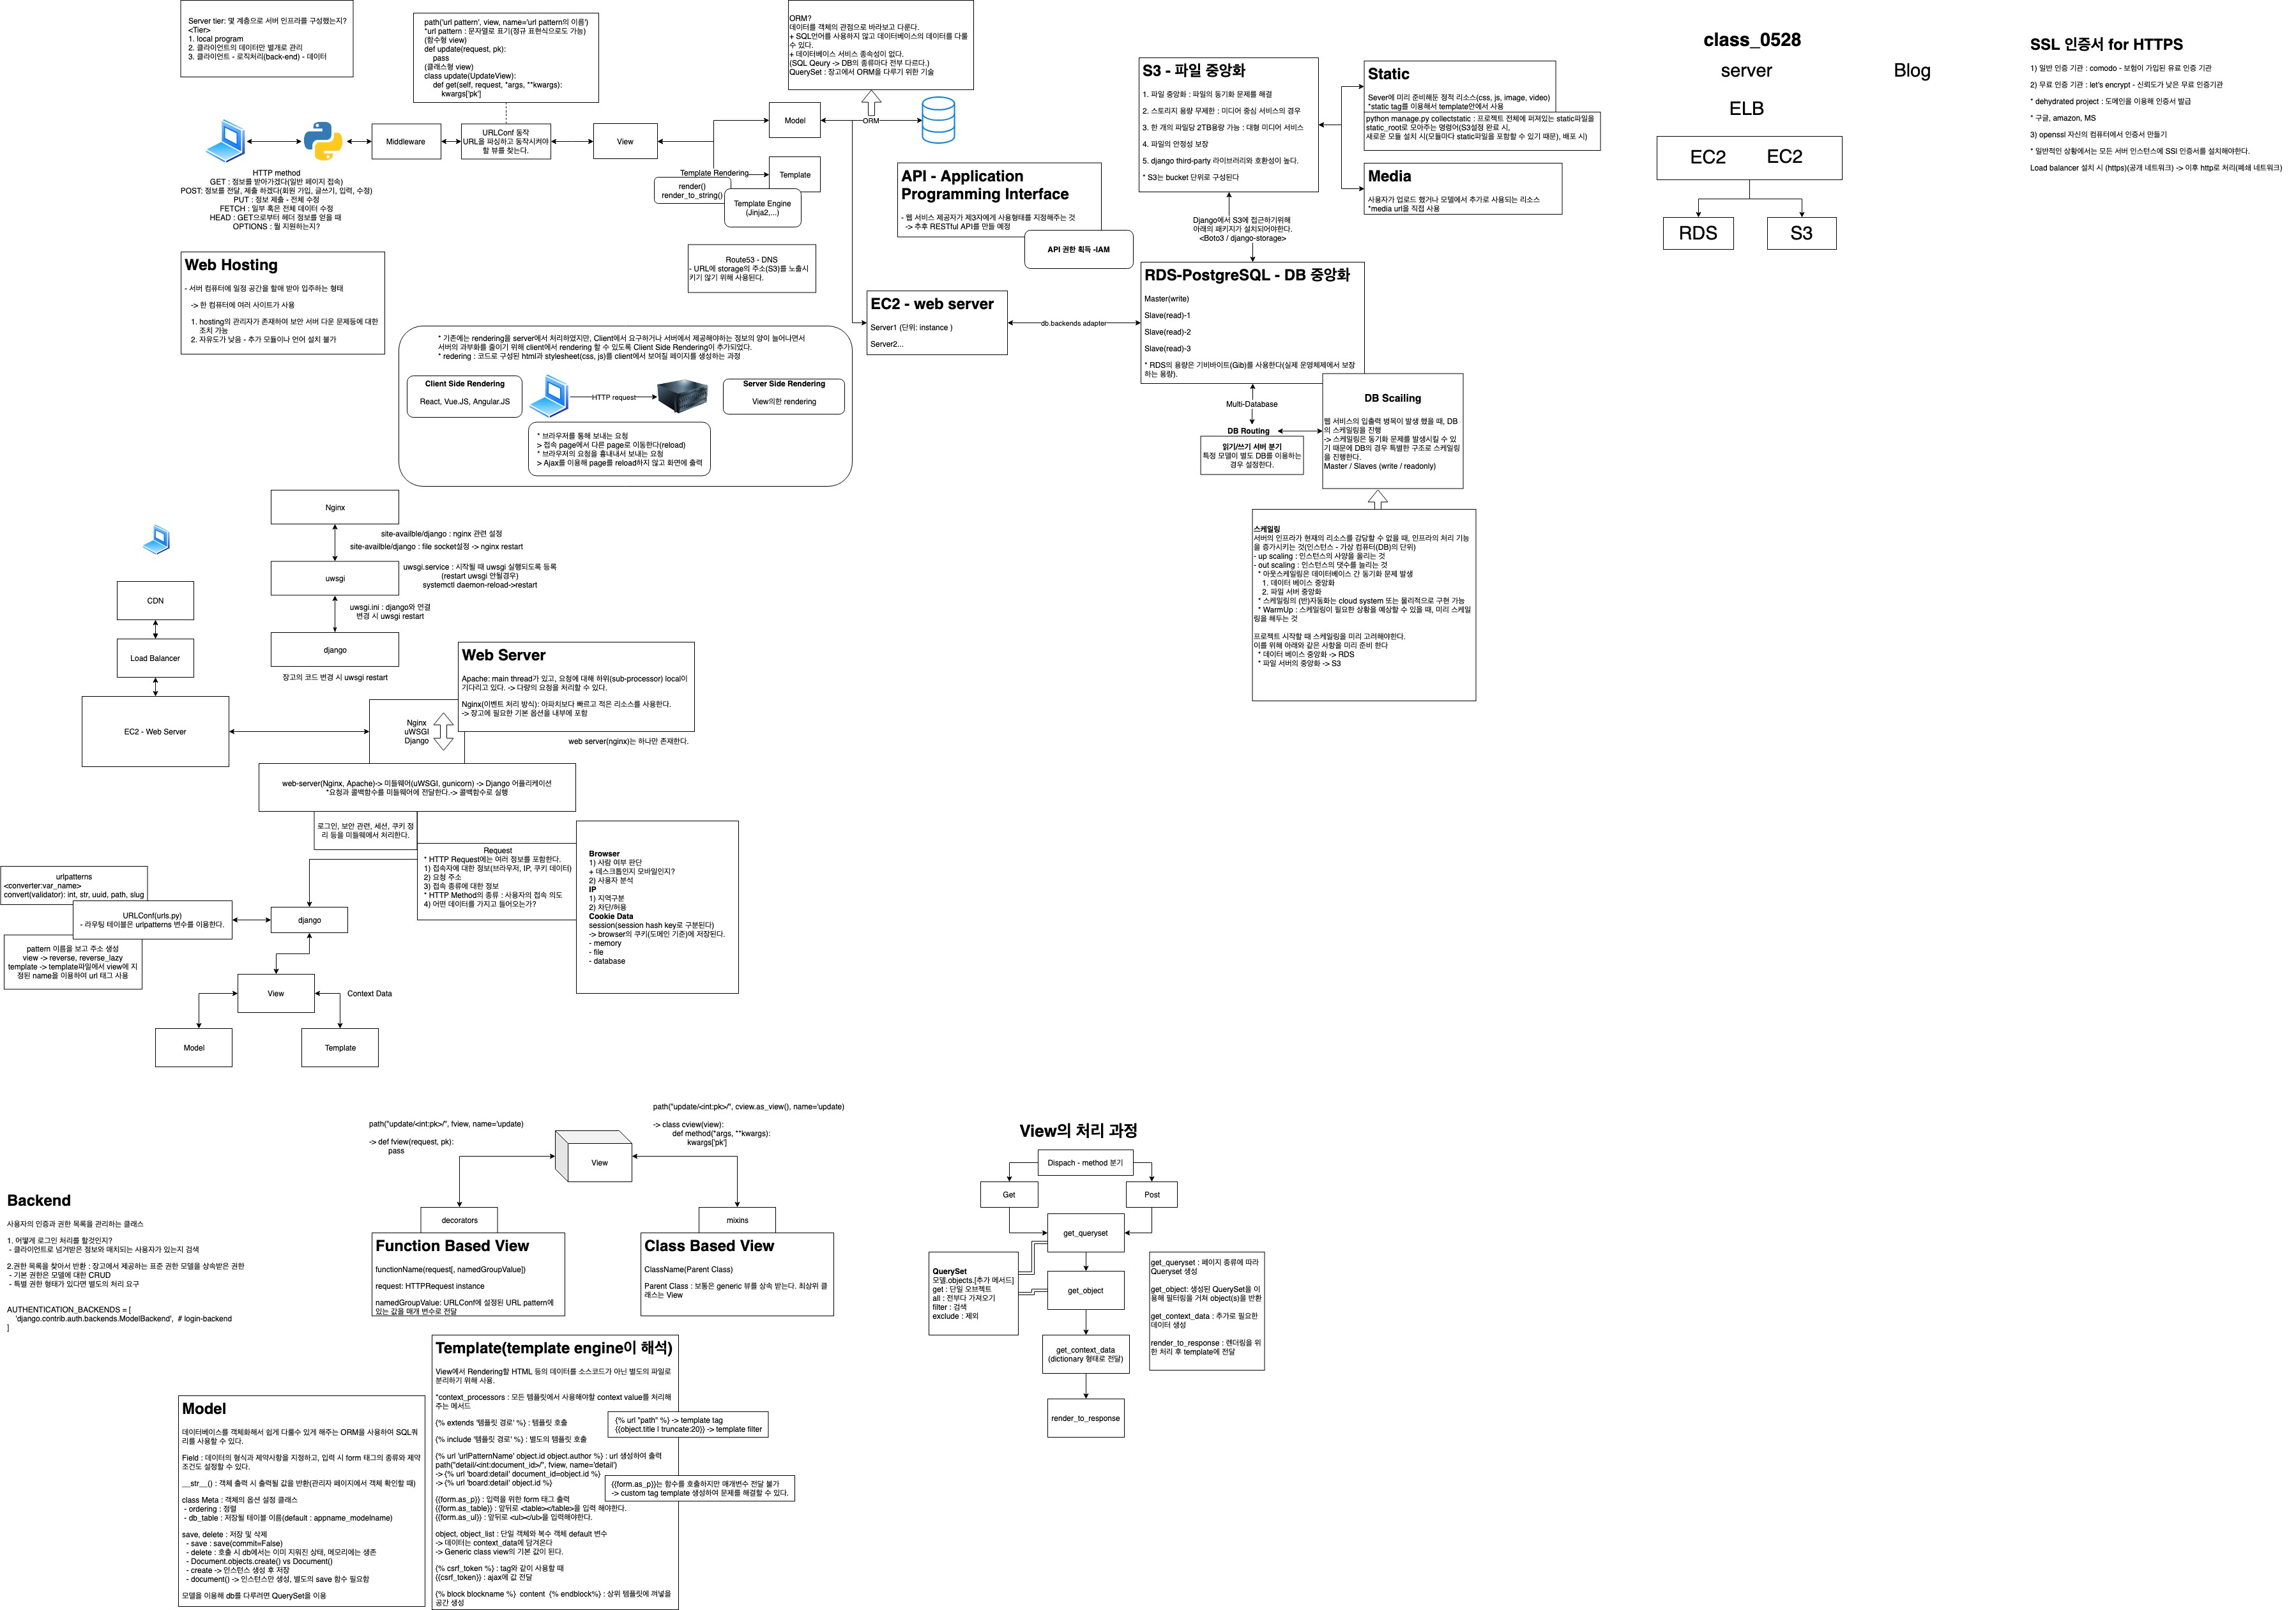 Server tier: 몇 계층으로 서버 인프라를 구성했는지?
<Tier>
1. local program
2. 클라이언트의 데이터만 별개로 관리
3. 클라이언트 - 로직처리(back-end) - 데이터
path('url pattern', view, name='url pattern의 이름')
*url pattern : 문자열로 표기(정규 표현식으로도 가능)
(함수형 view)
def update(request, pk):
pass
(클래스형 view)
class update(UpdateView):
def get(self, request, *args, **kwargs):
kwargs['pk']
ORM?
데이터를 객체의 관점으로 바라보고 다룬다.
+ SQL언어를 사용하지 않고 데이터베이스의 데이터를 다룰
수 있다.
+ 데이터베이스 서비스 종속성이 없다.
(SQL Qeury -> DB의 종류마다 전부 다르다.)
QuerySet : 장고에서 ORM을 다루기 위한 기술
Middleware
URLConf 동작
URL을 파싱하고 동작시켜야
할 뷰를 찾는다.
View
Model
ORM
Template Rendering
Template
render()
render_to_string()
Template Engine
(Jinja2,...)
HTTP method
GET : 정보를 받아가겠다(일반 페이지 접속)
POST: 정보를 전달, 제출 하겠다(회원 가입, 글쓰기, 입력, 수정)
PUT : 정보 제출 - 전체 수정
FETCH : 일부 혹은 전체 데이터 수정
HEAD : GET으로부터 헤더 정보를 얻을 때
OPTIONS : 뭘 지원하는지?
Web Hosting
- 서버 컴퓨터에 일정 공간을 할애 받아 입주하는 형태
-> 한 컴퓨터에 여러 사이트가 사용
1. hosting의 관리자가 존재하여 보안 서버 다운 문제등에 대한
조치 가능
2. 자유도가 낮음 - 추가 모듈이나 언어 설치 불가
Route53 - DNS
- URL에 storage의 주소(S3)를 노출시
키기 않기 위해 사용된다.
S3 - 파일 중앙화
1. 파일 중앙화 : 파일의 동기화 문제를 해결
2. 스토리지 용량 무제한 : 미디어 중심 서비스의 경우
3. 한 개의 파일당 2TB용량 가능 : 대형 미디어 서비스
4. 파일의 안정성 보장
5. django third-party 라이브러리와 호환성이 높다.
* S3는 bucket 단위로 구성된다
Static
Sever에 미리 준비해둔 정적 리소스(css, js, image, video)
*static tag를 이용해서 template안에서 사용
python manage.py collectstatic : 프로젝트 전체에 퍼져있는 static파일을
static_root로 모아주는 명령어(S3설정 완료 시,
새로운 모듈 설치 시(모듈마다 static파일을 포함할 수 있기 때문), 배포 시)
Media
사용자가 업로드 했거나 모델에서 추가로 사용되는 리소스
*media url을 직접 사용
API - Application
Programming Interface
- 웹 서비스 제공자가 제3자에게 사용형태를 지정해주는 것
-> 추후 RESTful API를 만들 예정
API 권한 획득 -IAM
Django에서 S3에 접근하기위해
아래의 패키지가 설치되어야한다.
<Boto3 / django-storage>
class_0528
server
Blog
ELB
EC2
EC2
RDS
S3
SSL 인증서 for HTTPS
1) 일반 인증 기관 : comodo - 보험이 가입된 유료 인증 기관
2) 무료 인증 기관 : let's encrypt - 신뢰도가 낮은 무료 인증기관
* dehydrated project : 도메인을 이용해 인증서 발급
* 구글, amazon, MS
3) openssl 자신의 컴퓨터에서 인증서 만들기
* 일반적인 상황에서는 모든 서버 인스턴스에 SSl 인증서를 설치해야한다.
Load balancer 설치 시 (https)(공개 네트워크) -> 이후 http로 처리(폐쇄 네트워크)
EC2 - web server
Server1 (단위: instance )
Server2...
db.backends adapter
RDS-PostgreSQL - DB 중앙화
Master(write)
Slave(read)-1
Slave(read)-2
Slave(read)-3
* RDS의 용량은 기비바이트(Gib)를 사용한다(실제 운영체제에서 보장
하는 용량).
Multi-Database
DB Routing
읽기/쓰기 서버 분기
특정 모델이 별도 DB를 이용하는
경우 설정한다.
DB Scailing
웹 서비스의 입출력 병목이 발생 했을 때, DB
의 스케일링을 진행
-> 스케일링은 동기화 문제를 발생시킬 수 있
기 때문에 DB의 경우 특별한 구조로 스케일링
을 진행한다.
Master / Slaves (write / readonly)
스케일링
서버의 인프라가 현재의 리소스를 감당할 수 없을 때, 인프라의 처리 기능
을 증가시키는 것(인스턴스 - 가상 컴퓨터(DB)의 단위)
- up scaling : 인스턴스의 사양을 올리는 것
- out scaling : 인스턴스의 댓수를 늘리는 것
* 아웃스케일링은 데이터베이스 간 동기화 문제 발생
1. 데이터 베이스 중앙화
2. 파일 서버 중앙화
* 스케일링의 (반)자동화는 cloud system 또는 물리적으로 구현 가능
* WarmUp : 스케일링이 필요한 상황을 예상할 수 있을 때, 미리 스케일
링을 해두는 것
프로젝트 시작할 때 스케일링을 미리 고려해야한다.
이를 위해 아래와 같은 사항을 미리 준비 한다
* 데이터 베이스 중앙화 -> RDS
* 파일 서버의 중앙화 -> S3
* 기존에는 rendering을 server에서 처리하였지만, Client에서 요구하거나 서버에서 제공해야하는 정보의 양이 늘어나면서
서버의 과부화를 줄이기 위해 client에서 rendering 할 수 있도록 Client Side Rendering이 추가되었다.
* redering : 코드로 구성된 html과 stylesheet(css, js)를 client에서 보여질 페이지를 생성하는 과정
Client Side Rendering
React, Vue.JS, Angular.JS
HTTP request
Server Side Rendering
View의한 rendering
* 브라우저를 통해 보내는 요청
> 접속 page에서 다른 page로 이동한다(reload)
* 브라우저의 요청을 흉내내서 보내는 요청
> Ajax를 이용해 page를 reload하지 않고 화면에 출력
Nginx
site-availble/django : nginx 관련 설정
site-availble/django : file socket설정 -> nginx restart
uwsgi
uwsgi.service : 시작될 때 uwsgi 실행되도록 등록
(restart uwsgi 안될경우)
systemctl daemon-reload->restart
uwsgi.ini : django와 연결
변경 시 uwsgi restart
django
장고의 코드 변경 시 uwsgi restart
CDN
Load Balancer
EC2 - Web Server
Nginx
uWSGI
Django
Web Server
Apache: main thread가 있고, 요청에 대해 하위(sub-processor) local이
기다리고 있다. -> 다량의 요청을 처리할 수 있다.
Nginx(이벤트 처리 방식): 아파치보다 빠르고 적은 리소스를 사용한다.
-> 장고에 필요한 기본 옵션을 내부에 포함
web server(nginx)는 하나만 존재한다.
web-server(Nginx, Apache)-> 미들웨어(uWSGI, gunicorn) -> Django 어플리케이션
*요청과 콜백함수를 미들웨어에 전달한다.-> 콜백함수로 실행
로그인, 보안 관련, 세션, 쿠키 정
리 등을 미들웨에서 처리한다.
Request
* HTTP Request에는 여러 정보를 포함한다.
1) 접속자에 대한 정보(브라우저, IP, 쿠키 데이터)
2) 요청 주소
3) 접속 종류에 대한 정보
* HTTP Method의 종류 : 사용자의 접속 의도
4) 어떤 데이터를 가지고 들어오는가?
Browser
1) 사람 여부 판단
+ 데스크톱인지 모바일인지?
2) 사용자 분석
IP
1) 지역구분
2) 차단/허용
Cookie Data
session(session hash key로 구분된다)
-> browser의 쿠키(도메인 기준)에 저장된다.
- memory
- file
- database
urlpatterns
<converter:var_name>
convert(validator): int, str, uuid, path, slug
URLConf(urls.py)
- 라우팅 테이블은 urlpatterns 변수를 이용한다.
pattern 이름을 보고 주소 생성
view -> reverse, reverse_lazy
template -> template파일에서 view에 지
정된 name을 이용하여 url 태그 사용
django
View
Context Data
Model
Template
path("update/<int:pk>/", fview, name='update)
-> def fview(request, pk):
pass
path("update/<int:pk>/", cview.as_view(), name='update)
-> class cview(view):
def method(*args, **kwargs):
kwargs['pk']
View
decorators
mixins
Function Based View
functionName(request[, namedGroupValue])
request: HTTPRequest instance
namedGroupValue: URLConf에 설정된 URL pattern에
있는 값을 매개 변수로 전달
Class Based View
ClassName(Parent Class)
Parent Class : 보통은 generic 뷰를 상속 받는다. 최상위 클
래스는 View
View의 처리 과정
Dispach - method 분기
Get
Post
get_queryset
QuerySet
모델.objects.[추가 메서드]
get : 단일 오브젝트
all : 전부다 가져오기
filter : 검색
exclude : 제외
get_object
get_context_data
(dictionary 형태로 전달)
render_to_response
get_queryset : 페이지 종류에 따라
Queryset 생성
get_object: 생성된 QuerySet을 이
용해 필터링을 거쳐 object(s)을 반환
get_context_data : 추가로 필요한
데이터 생성
render_to_response : 렌더링을 위
한 처리 후 template에 전달
Backend
사용자의 인증과 권한 목록을 관리하는 클래스
1. 어떻게 로그인 처리를 할것인지?
- 클라이언트로 넘겨받은 정보와 매치되는 사용자가 있는지 검색
2.권한 목록을 찾아서 반환 : 장고에서 제공하는 표준 권한 모델을 상속받은 권한
- 기본 권한은 모델에 대한 CRUD
- 특별 권한 형태가 있다면 별도의 처리 요구
AUTHENTICATION_BACKENDS = [
'django.contrib.auth.backends.ModelBackend', # login-backend
]
Model
데이터베이스를 객체화해서 쉽게 다룰수 있게 해주는 ORM을 사용하여 SQL쿼
리를 사용할 수 있다.
Field : 데이터의 형식과 제약사항을 지정하고, 입력 시 form 태그의 종류와 제약
조건도 설정할 수 있다.
__str__() : 객체 출력 시 출력될 값을 반환(관리자 페이지에서 객체 확인할 때)
class Meta : 객체의 옵션 설정 클래스
- ordering : 정렬
- db_table : 저장될 테이블 이름(default : appname_modelname)
save, delete : 저장 및 삭제
- save : save(commit=False)
- delete : 호출 시 db에서는 이미 지워진 상태, 메모리에는 생존
- Document.objects.create() vs Document()
- create -> 인스턴스 생성 후 저장
- document() -> 인스턴스만 생성, 별도의 save 함수 필요함
모델을 이용해 db를 다루려면 QuerySet을 이용
Template(template engine이 해석)
View에서 Rendering할 HTML 등의 데이터를 소스코드가 아닌 별도의 파일로
분리하기 위해 사용.
*context_processors : 모든 템플릿에서 사용해야할 context value를 처리해
주는 메서드
{% extends '템플릿 경로' %} : 템플릿 호출
{% include '템플릿 경로' %} : 별도의 템플릿 호출
{% url "path" %} -> template tag
{{object.title | truncate:20}} -> template filter
{% url 'urlPatternName' object.id object.author %} : url 생성하여 출력
path("detail/<int:document_id>/", fview, name='detail')
-> {% url 'board:detail' document_id=object.id %}
-> {% url 'board:detail' object.id %}
{{form.as_p}}는 함수를 호출하지만 매개변수 전달 불가
-> custom tag template 생성하여 문제를 해결할 수 있다.
{{form.as_p}} : 입력을 위한 form 태그 출력
{{form.as_table}} : 앞뒤로 <table></table>을 입력 해야한다.
{{form.as_ul}} : 앞뒤로 <ul></ul>을 입력해야한다.
object, object_list : 단일 객체와 복수 객체 default 변수
-> 데이터는 context_data에 담겨온다
-> Generic class view의 기본 값이 된다.
{% csrf_token %} : tag와 같이 사용할 때
{{csrf_token}} : ajax에 값 전달
{% block blockname %} content {% endblock%} : 상위 템플릿에 껴넣을
공간 생성